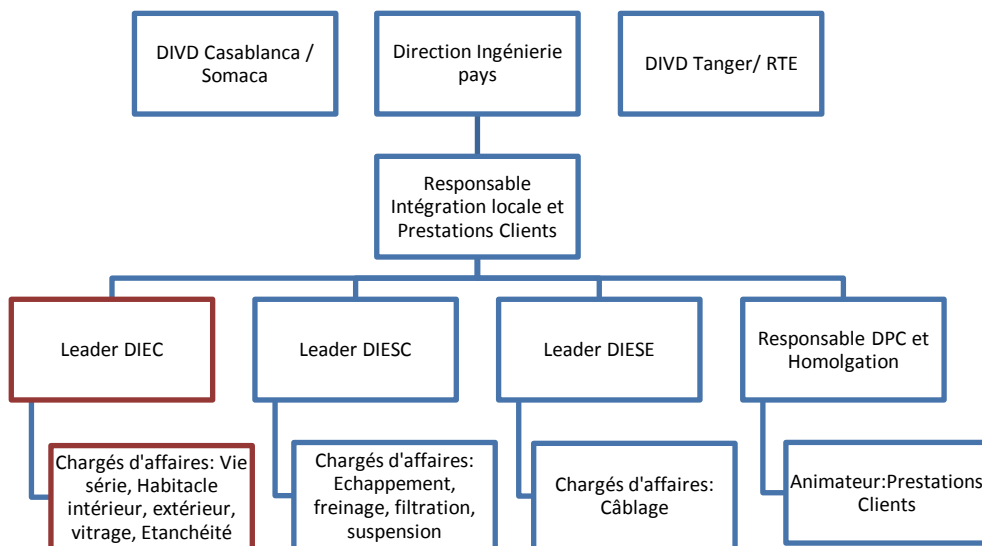 DIVD Casablanca /
Somaca
Direction Ingénierie
pays
DIVD Tanger/ RTE
Responsable
Intégration locale et
Prestations Clients
Leader DIEC
Leader DIESC
Leader DIESE
Responsable DPC et
Homolgation
Chargés d'affaires: Vie
série, Habitacle
intérieur, extérieur,
vitrage, Etanchéité
Chargés d'affaires:
Echappement,
freinage, filtration,
suspension
Chargés d'affaires:
Câblage
Animateur:Prestations
Clients